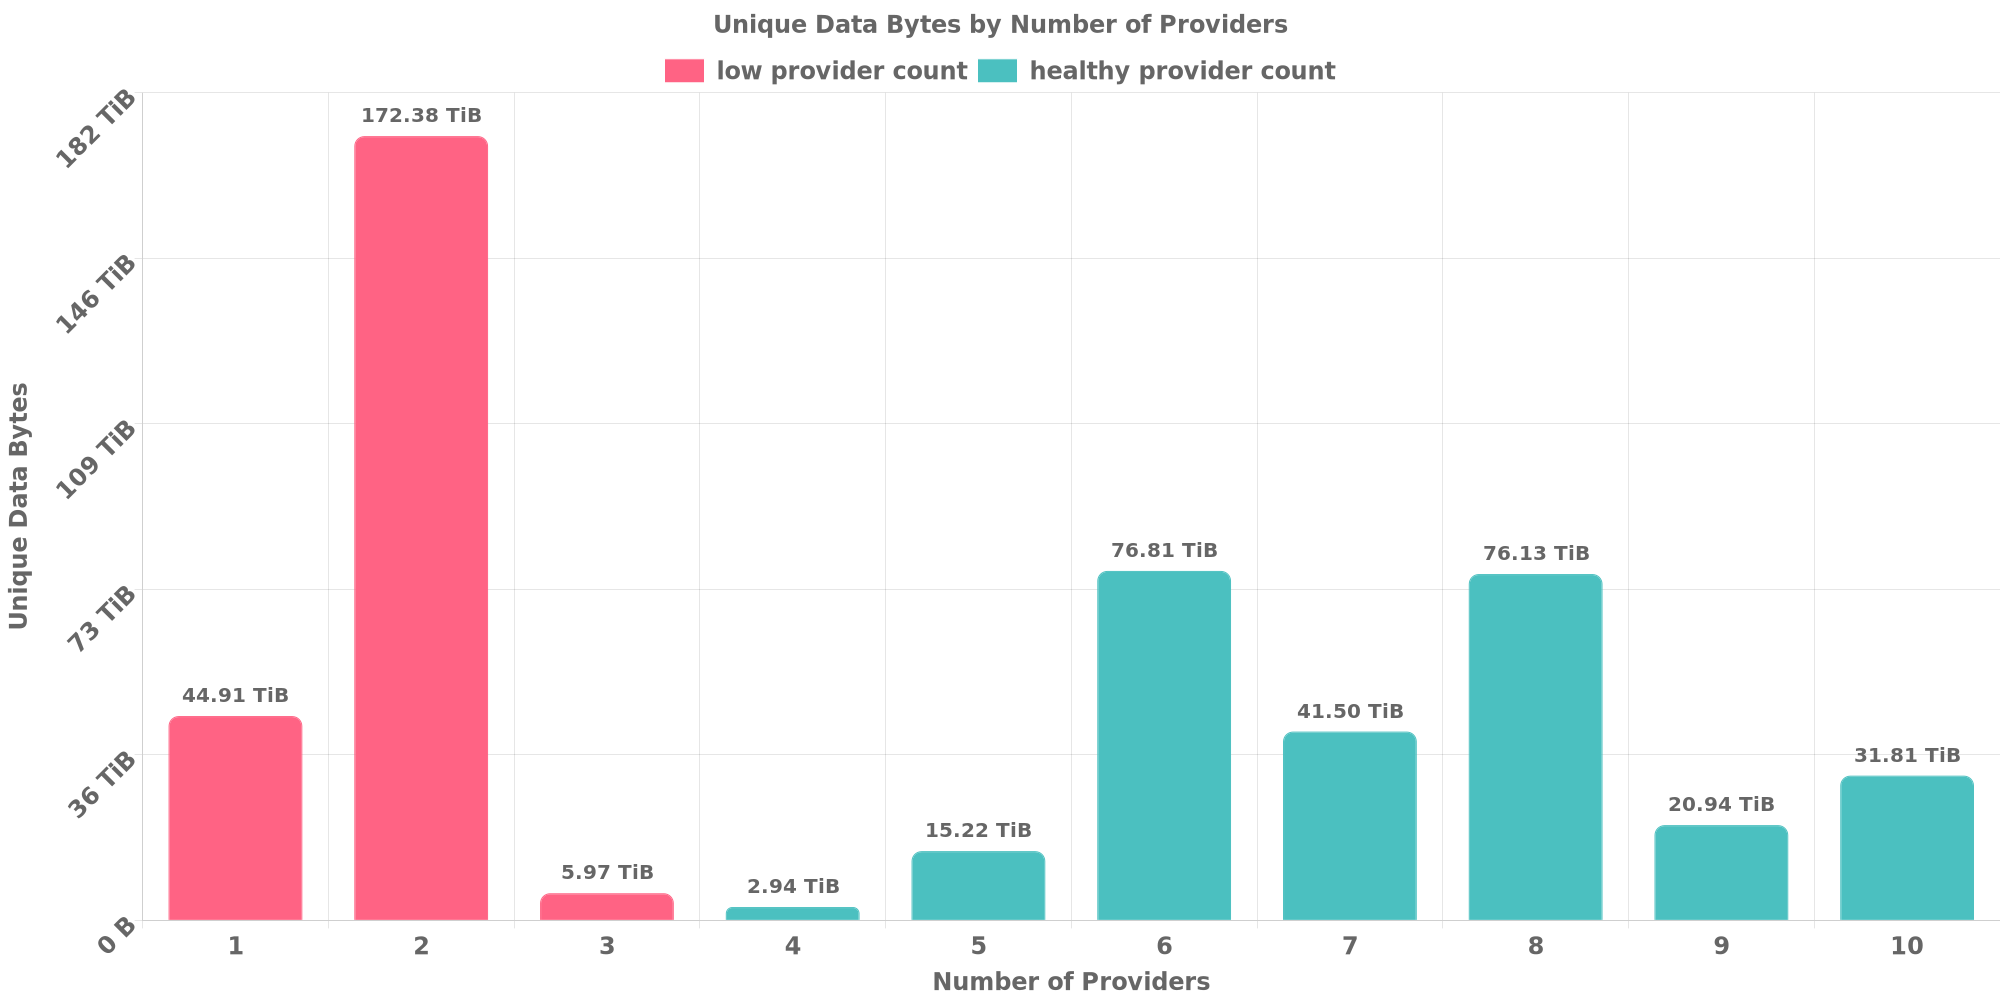 Unique Data Bytes by Number of Providers
low provider count healthy provider count
182 TiB
146 TiB
109 TiB
73 TiB
36 TiB
0 B
Unique Data Bytes
44.91 TiB
172.38 TiB
5.97 TiB
2.94 TiB
15.22 TiB
76.81 TiB
41.50 TiB
76.13 TiB
20.94 TiB
31.81 TiB
1 2 3 4 5 6 7 8 9 10
Number of Providers